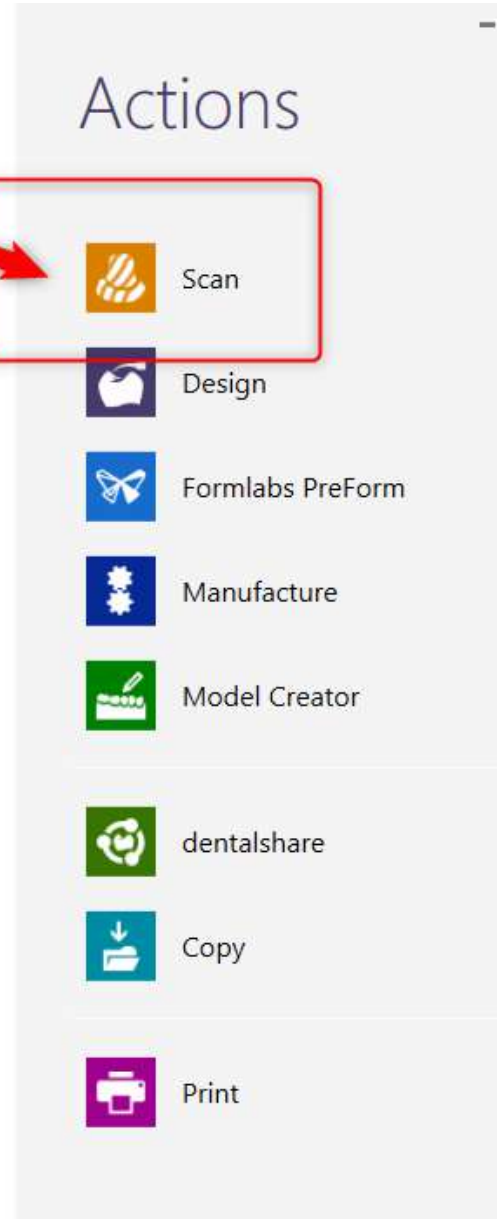 Actions
Scan
Design
Formlabs PreForm
Manufacture
Model Creator
dentalshare
Copy
Print